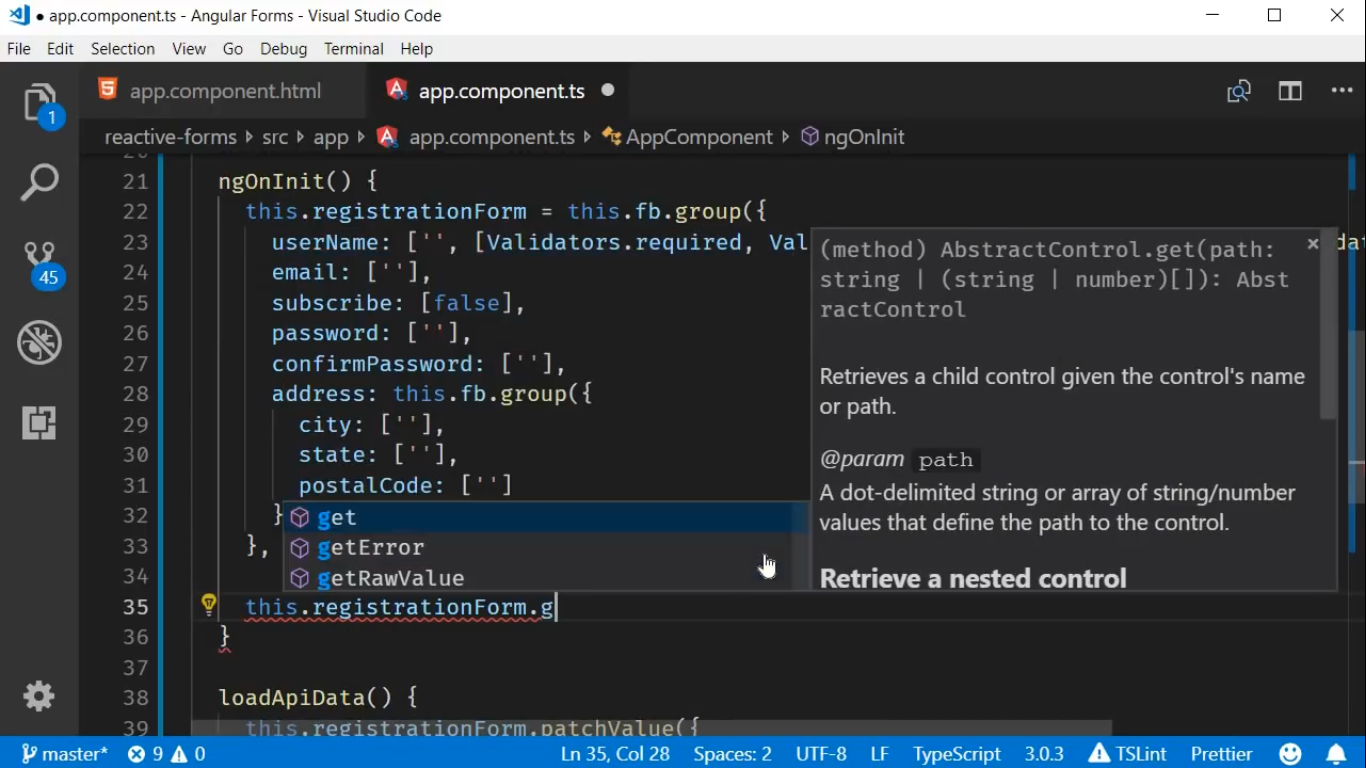 ● app.component.ts - Angular Forms - Visual Studio Code
File Edit Selection View Go Debug Terminal Help
1
app.component.html
app.component.ts
reactive-forms src app app.component.ts AppComponent ngOnInit
21 ngOnInit() {
22 this.registrationForm = this.fb.group({
23 userName: ['', [Validators.required, Val
24 email: [''],
45
25 subscribe: [false],
26 password: [''],
27 confirmPassword: [''],
28 address: this.fb.group({
29 city: [''],
30 state: [''],
31 postalCode: ['']
32 }
33 },
34
35 this.registrationForm.g
36 }
37
38 loadApiData() {
39 this.registrationForm.patchValue({
get
getError
getRawValue
(method) AbstractControl.get(path:
string | (string | number)[]): Abst
ractControl
Retrieves a child control given the control's name
or path.
@param path
A dot-delimited string or array of string/number
values that define the path to the control.
Retrieve a nested control
master* 9 0 Ln 35, Col 28 Spaces: 2 UTF-8 LF TypeScript 3.0.3 TSLint Prettier